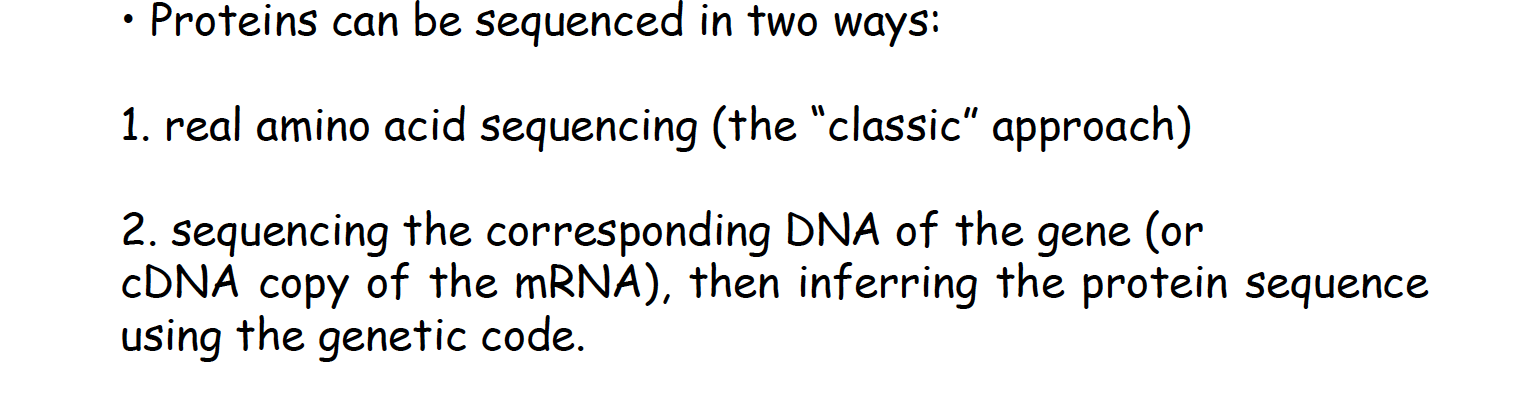 • Proteins can be sequenced in two ways:
1. real amino acid sequencing (the “classic” approach)
2. sequencing the corresponding DNA of the gene (or
cDNA copy of the mRNA), then inferring the protein sequence
using the genetic code.